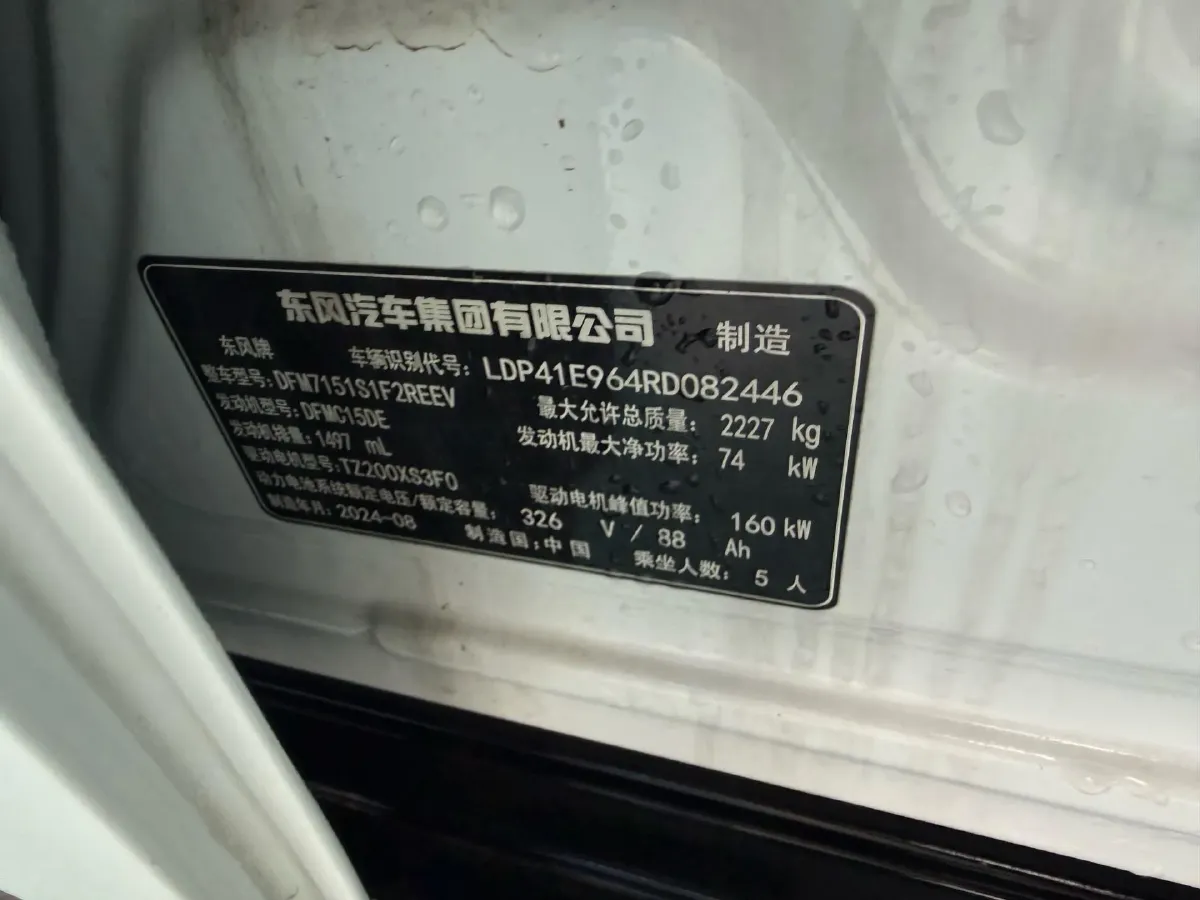 东风汽车集团有限公司 制造
东风牌 车辆识别代号: LDP41E964RD082446
整车型号: DFM7151S1F2REEV 最大允许总质量: 2227 kg
发动机型号: DFMC15DE 发动机最大净功率: 74 kW
发动机排量: 1497 mL
驱动电机型号: TZ200XS3F0 驱动电机峰值功率: 160 kW
动力电池系统额定电压/额定容量: 326 V / 88 Ah
制造年月: 2024-08 制造国: 中国 乘坐人数: 5 人